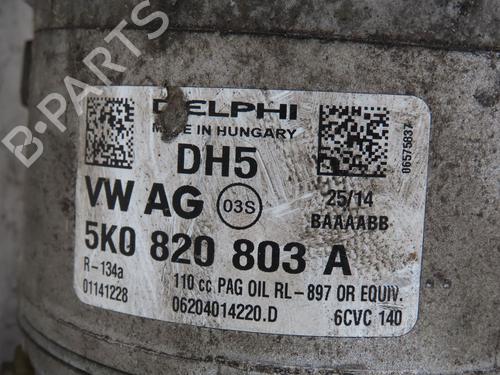 B-PARTS
DELPHI
MADE IN HUNGARY
DH5
VW AG 03S
25/14
BAAAABB
06575837
5K0 820 803 A
R-134a
110 cc PAG OIL RL-897 OR EQUIV.
01141228
06204014220.D
6CVC 140